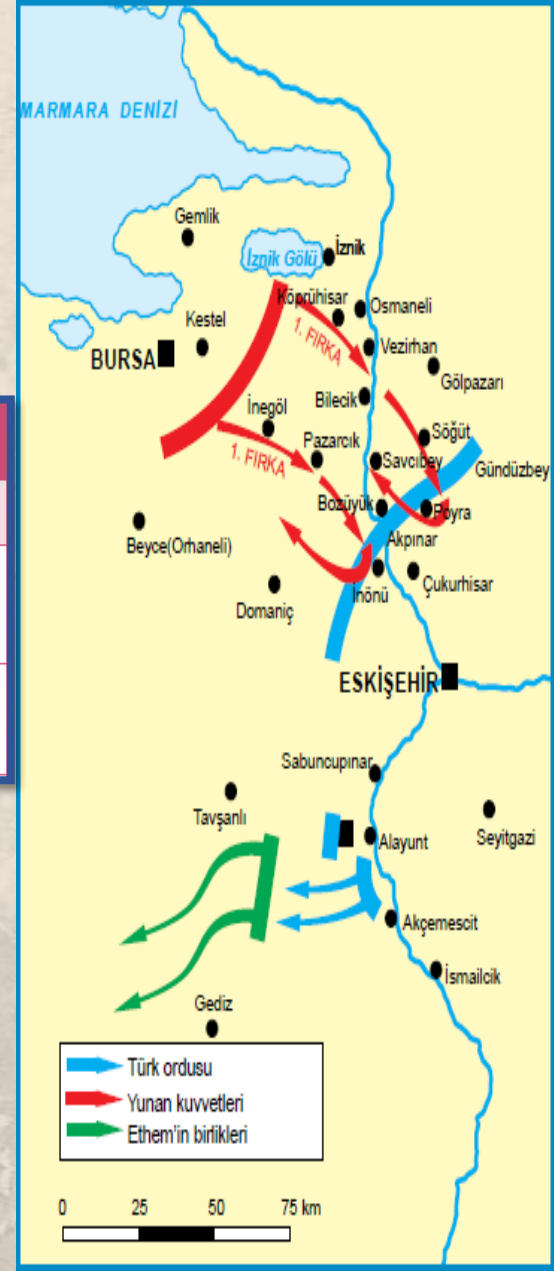 MARMARA DENİZİ
Gemlik
İznik Gölü
İznik
Köprühisar
Osmaneli
Kestel
1. FIRKA
Vezirhan
BURSA
Gölpazarı
Bilecik
İnegöl
Söğüt
Pazarcık
1. FIRKA
Savcıbey
Gündüzbey
Bozüyük
Poyra
Beyce(Orhaneli)
Akpınar
İnönü
Çukurhisar
Domaniç
ESKİŞEHİR
Sabuncupınar
Tavşanlı
Seyitgazi
Alayunt
Akçemescit
İsmailcik
Gediz
Türk ordusu
Yunan kuvvetleri
Ethem'in birlikleri
0 25 50 75 km